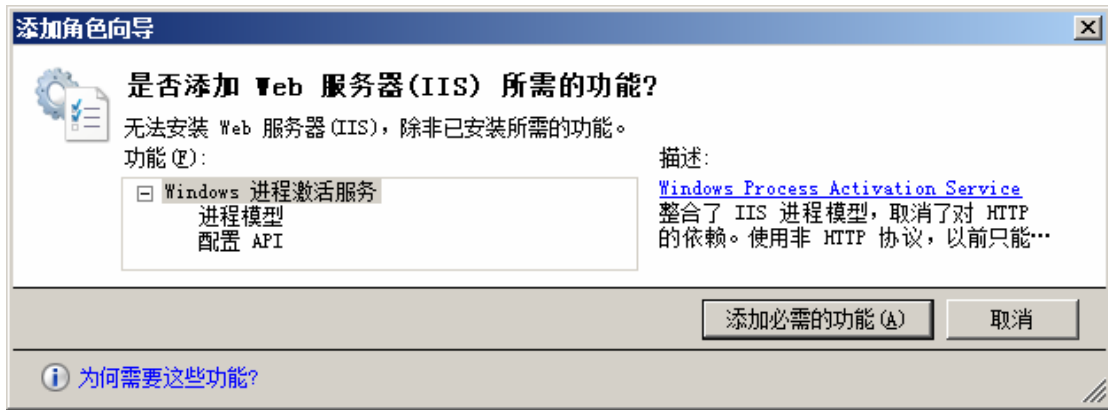 添加角色向导
是否添加 Web 服务器(IIS) 所需的功能?
无法安装 Web 服务器(IIS)，除非已安装所需的功能。
功能(F):
Windows 进程激活服务
进程模型
配置 API
描述:
Windows Process Activation Service
整合了 IIS 进程模型，取消了对 HTTP
的依赖。使用非 HTTP 协议，以前只能…
添加必需的功能(A)
取消
为何需要这些功能?